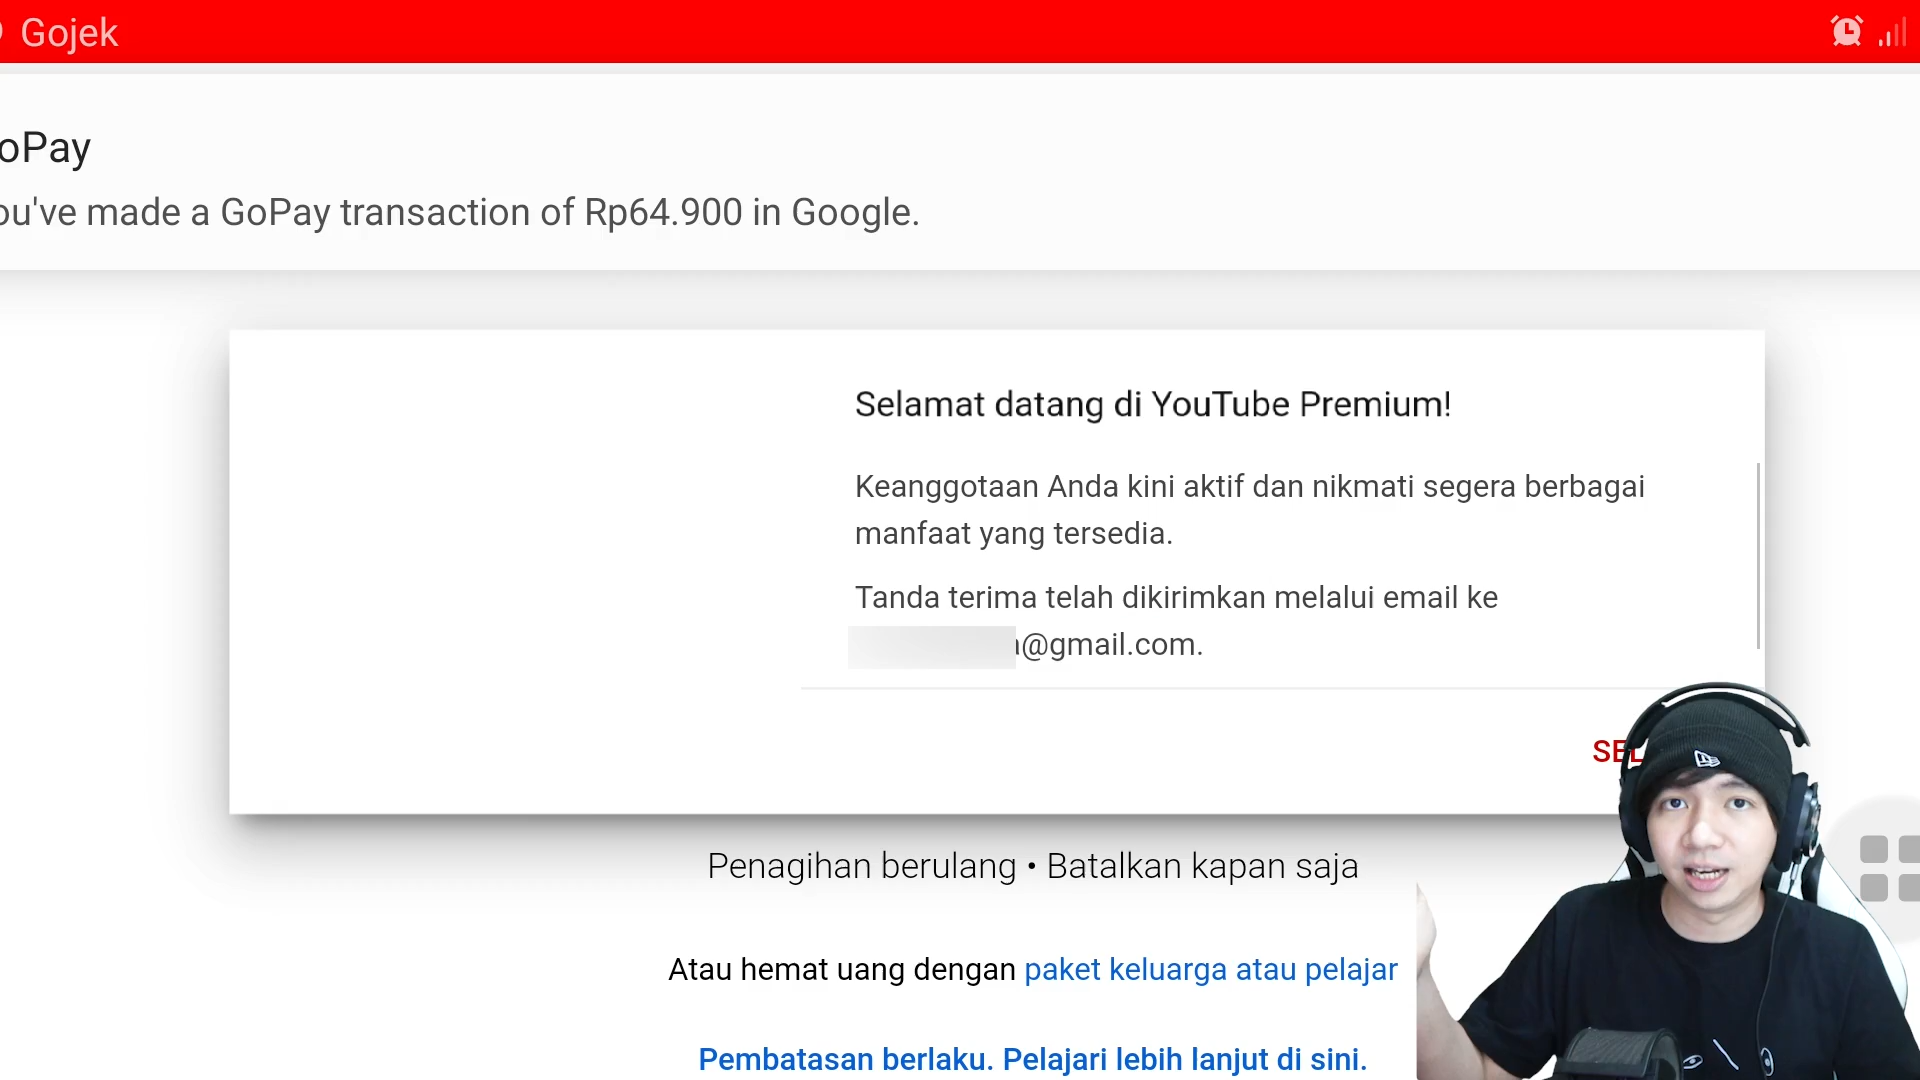 Gojek
oPay
ou've made a GoPay transaction of Rp64.900 in Google.
Selamat datang di YouTube Premium!
Keanggotaan Anda kini aktif dan nikmati segera berbagai
manfaat yang tersedia.
Tanda terima telah dikirimkan melalui email ke
a@gmail.com.
SEL
Penagihan berulang • Batalkan kapan saja
Atau hemat uang dengan paket keluarga atau pelajar
Pembatasan berlaku. Pelajari lebih lanjut di sini.